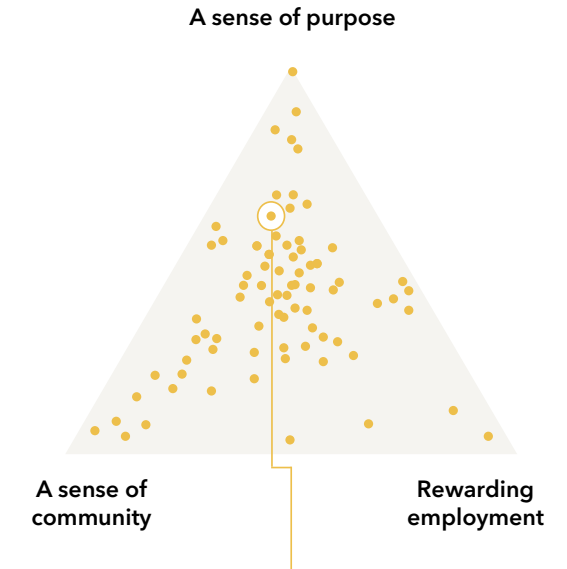 A sense of purpose
A sense of
community
Rewarding
employment